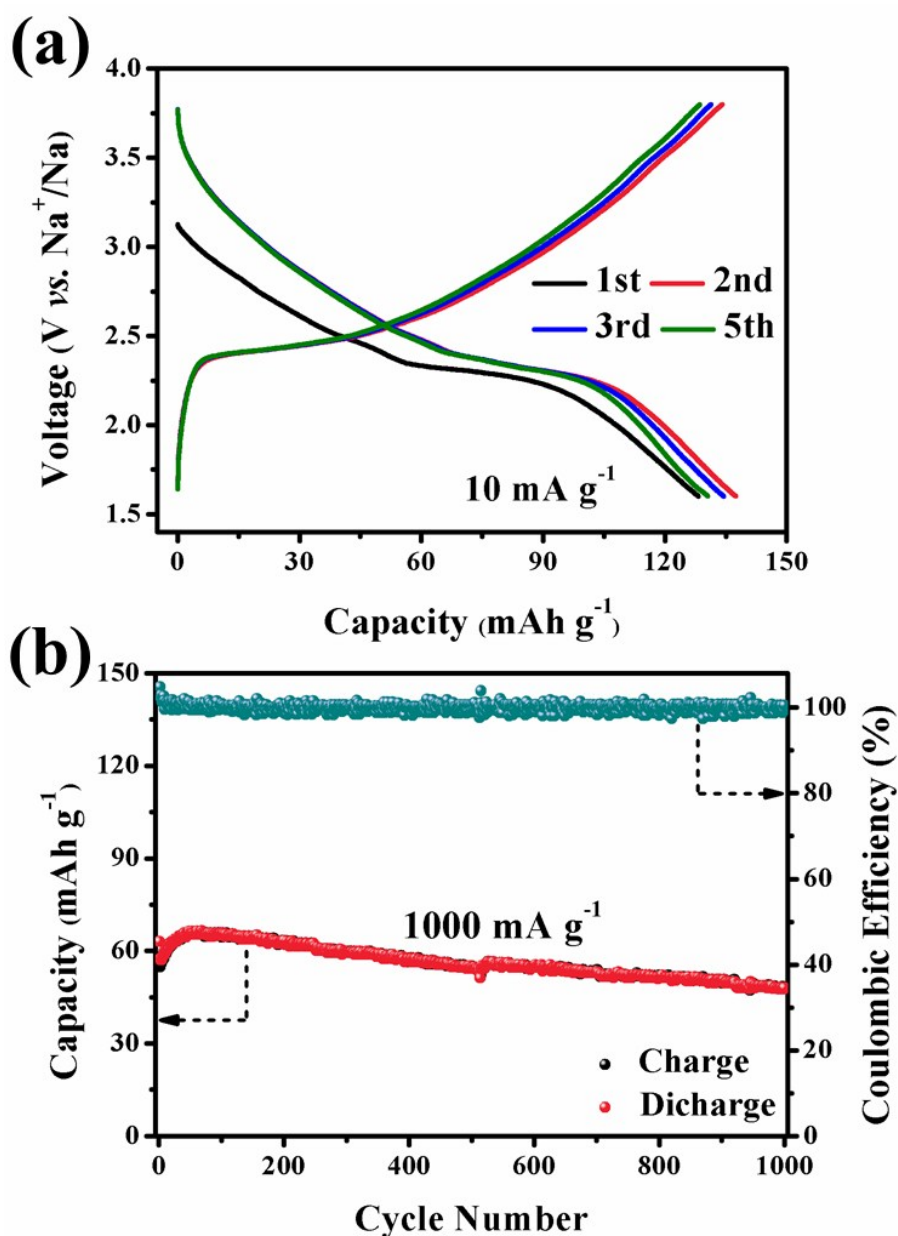 (a)
4.0
3.5
3.0
2.5
2.0
1.5
Voltage (V vs. Na⁺/Na)
1st 2nd
3rd 5th
10 mA g⁻¹
0 30 60 90 120 150
Capacity (mAh g⁻¹)
(b)
150
120
90
60
30
0
Capacity (mAh g⁻¹)
1000 mA g⁻¹
Charge
Dicharge
100
80
60
40
20
0
Coulombic Efficiency (%)
0 200 400 600 800 1000
Cycle Number